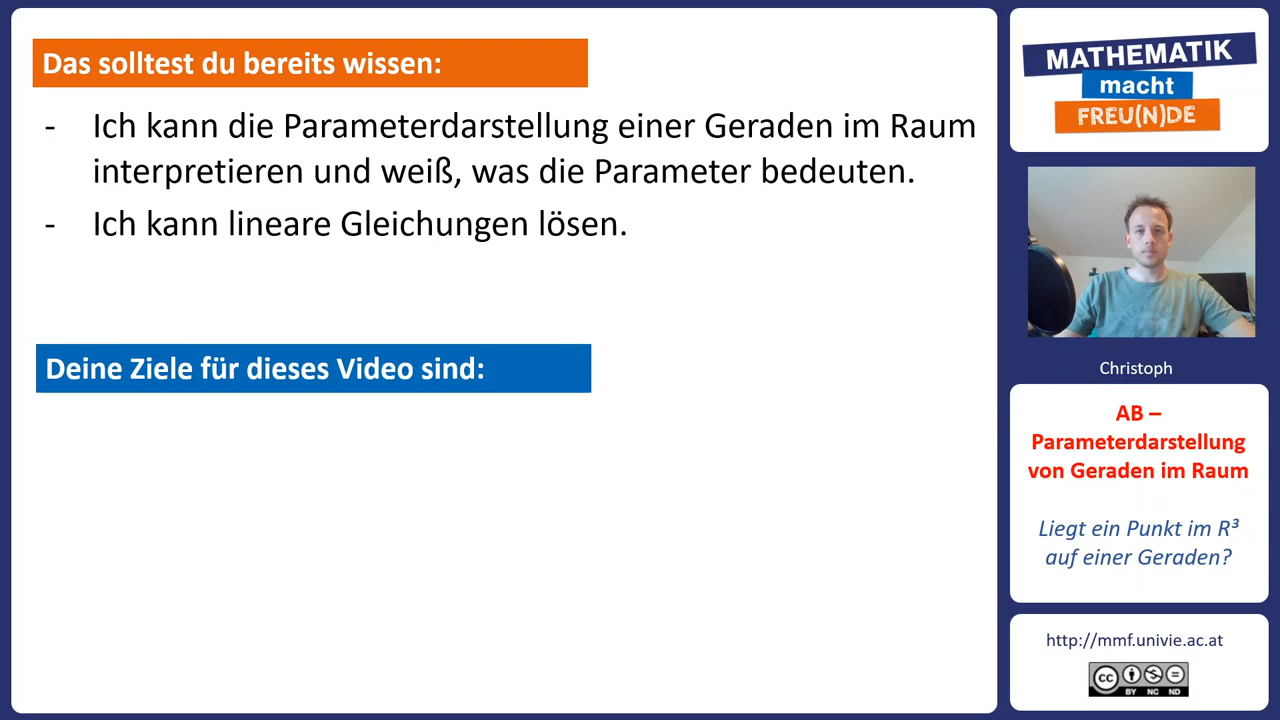 Das solltest du bereits wissen:
- Ich kann die Parameterdarstellung einer Geraden im Raum
interpretieren und weiß, was die Parameter bedeuten.
- Ich kann lineare Gleichungen lösen.
Deine Ziele für dieses Video sind:
MATHEMATIK
macht
FREU(N)DE
Christoph
AB –
Parameterdarstellung
von Geraden im Raum
Liegt ein Punkt im R³
auf einer Geraden?
http://mmf.univie.ac.at
cc
BY NC ND